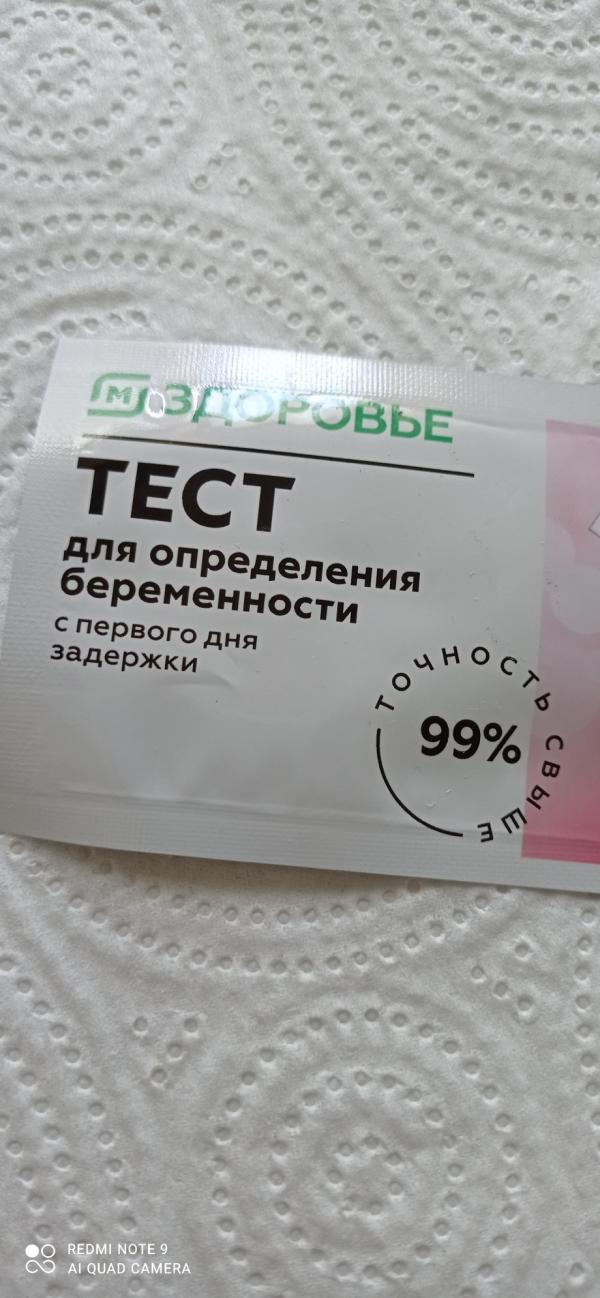 М ЗДОРОВЬЕ
ТЕСТ
для определения
беременности
с первого дня
задержки
ТОЧНОСТЬ СВЫШЕ
99%
REDMI NOTE 9
AI QUAD CAMERA